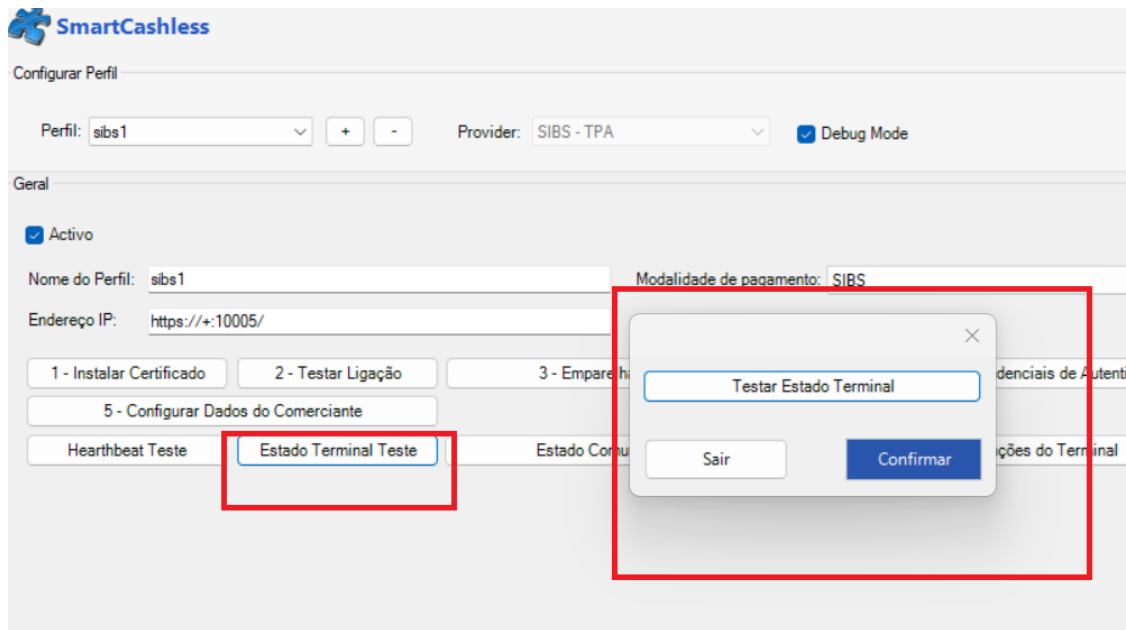 SmartCashless
Configurar Perfil
Perfil: sibs1 + - Provider: SIBS - TPA Debug Mode
Geral
Activo
Nome do Perfil: sibs1 Modalidade de pagamento: SIBS
Endereço IP: https://+:10005/
1 - Instalar Certificado 2 - Testar Ligação 3 - Emparelha denciais de Autenti
5 - Configurar Dados do Comerciante
Hearthbeat Teste Estado Terminal Teste Estado Comu ções do Terminal
Testar Estado Terminal
Sair Confirmar